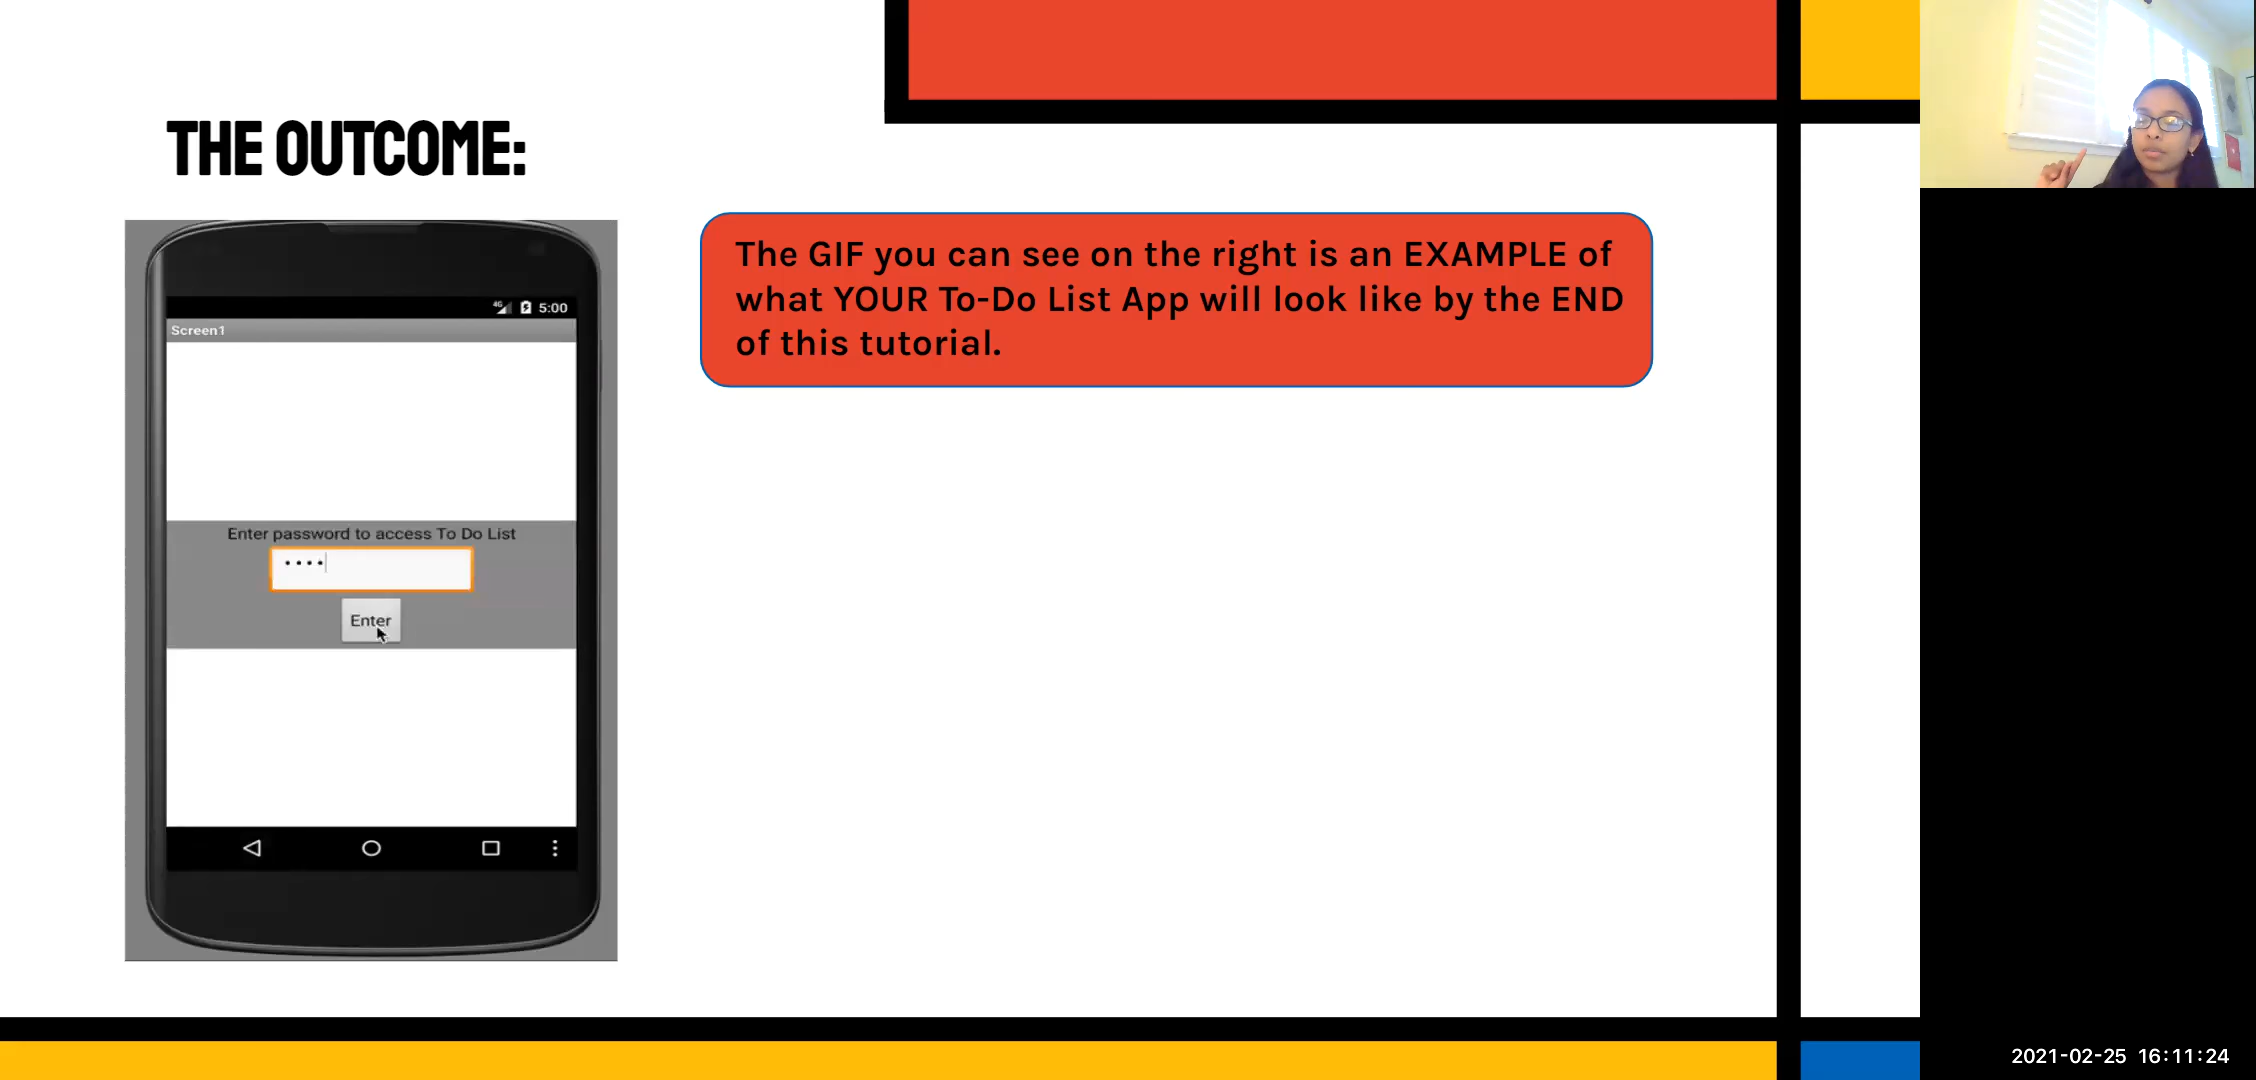 THE OUTCOME:
The GIF you can see on the right is an EXAMPLE of
what YOUR To-Do List App will look like by the END
of this tutorial.
4G 5:00
Screen1
Enter password to access To Do List
Enter
2021-02-25 16:11:24